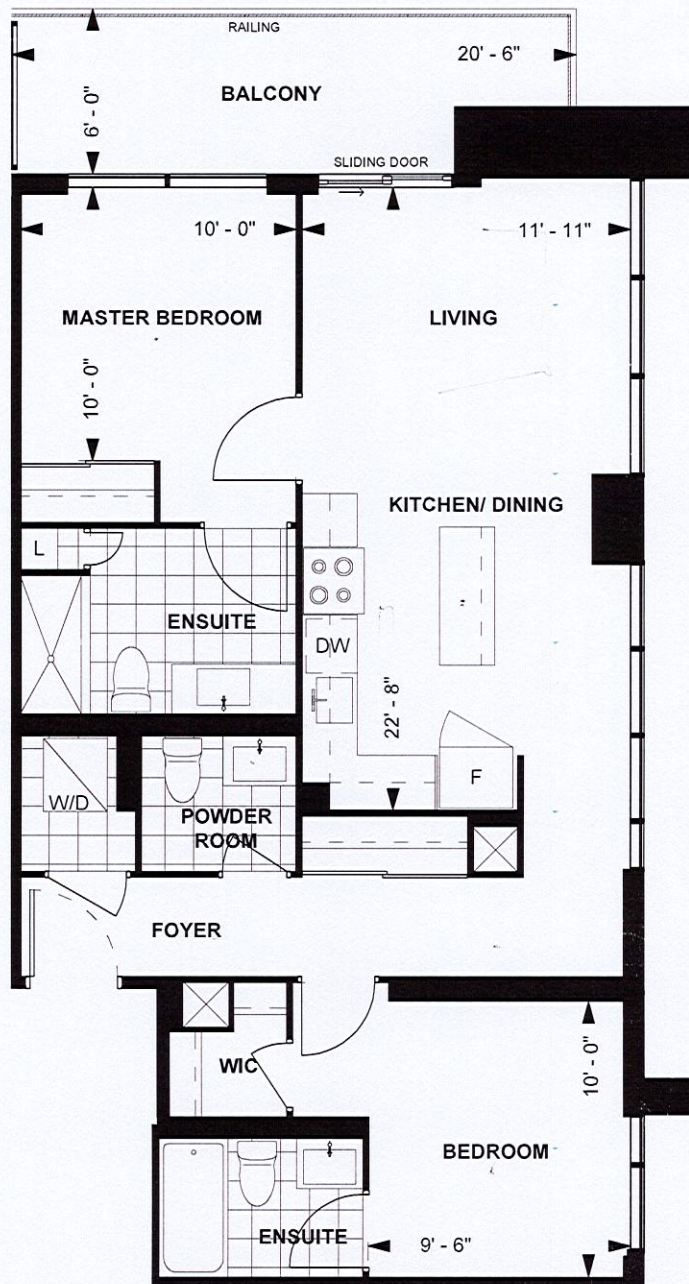 RAILING
20' - 6"
BALCONY
6' - 0"
SLIDING DOOR
10' - 0"
11' - 11"
MASTER BEDROOM
LIVING
10' - 0"
KITCHEN/ DINING
L
ENSUITE
DW
22' - 8"
F
W/D
POWDER
ROOM
FOYER
WIC
10' - 0"
BEDROOM
ENSUITE
9' - 6"